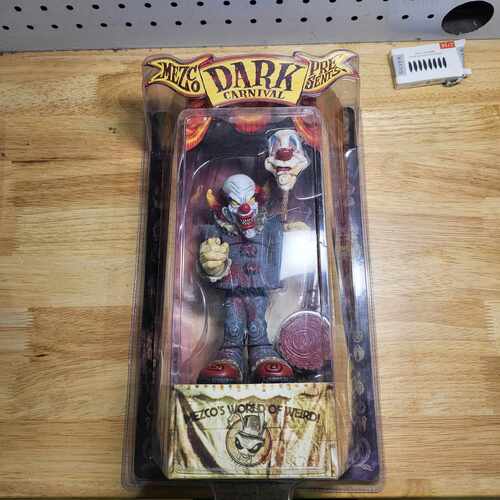 MEZCO
DARK
CARNIVAL
PRESENTS
MEZCO'S WORLD OF WEIRD!